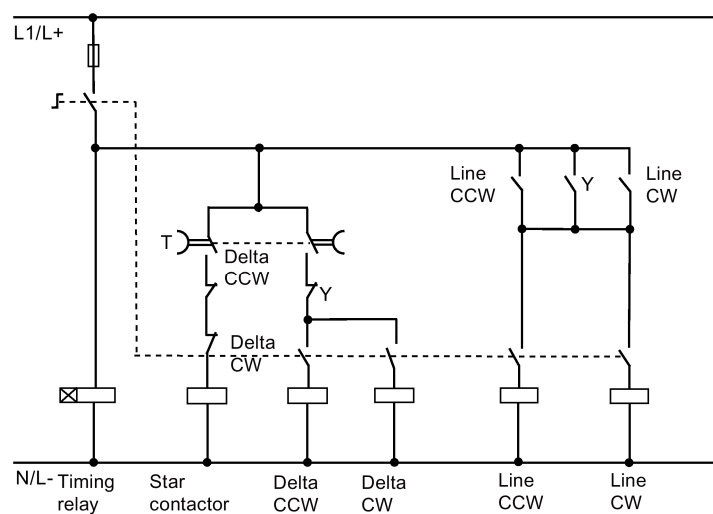 L1/L+
Line
CCW
Y
Line
CW
T
Delta
CCW
Y
Delta
CW
N/L-
Timing
relay
Star
contactor
Delta
CCW
Delta
CW
Line
CCW
Line
CW